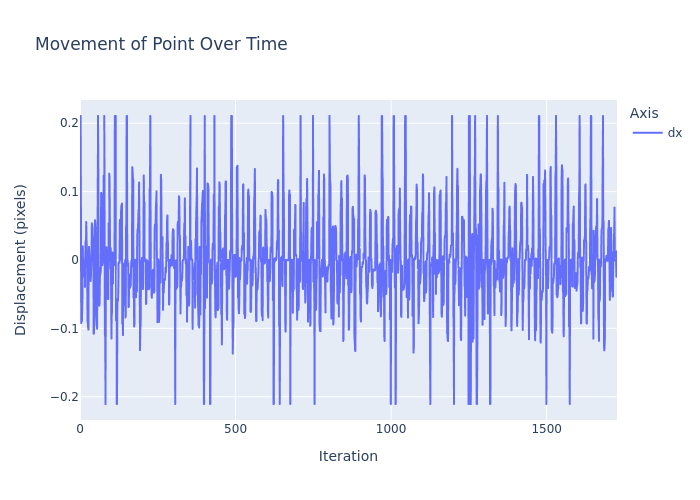 Movement of Point Over Time
Axis
dx
0.2
0.1
0
−0.1
−0.2
0
500
1000
1500
Displacement (pixels)
Iteration